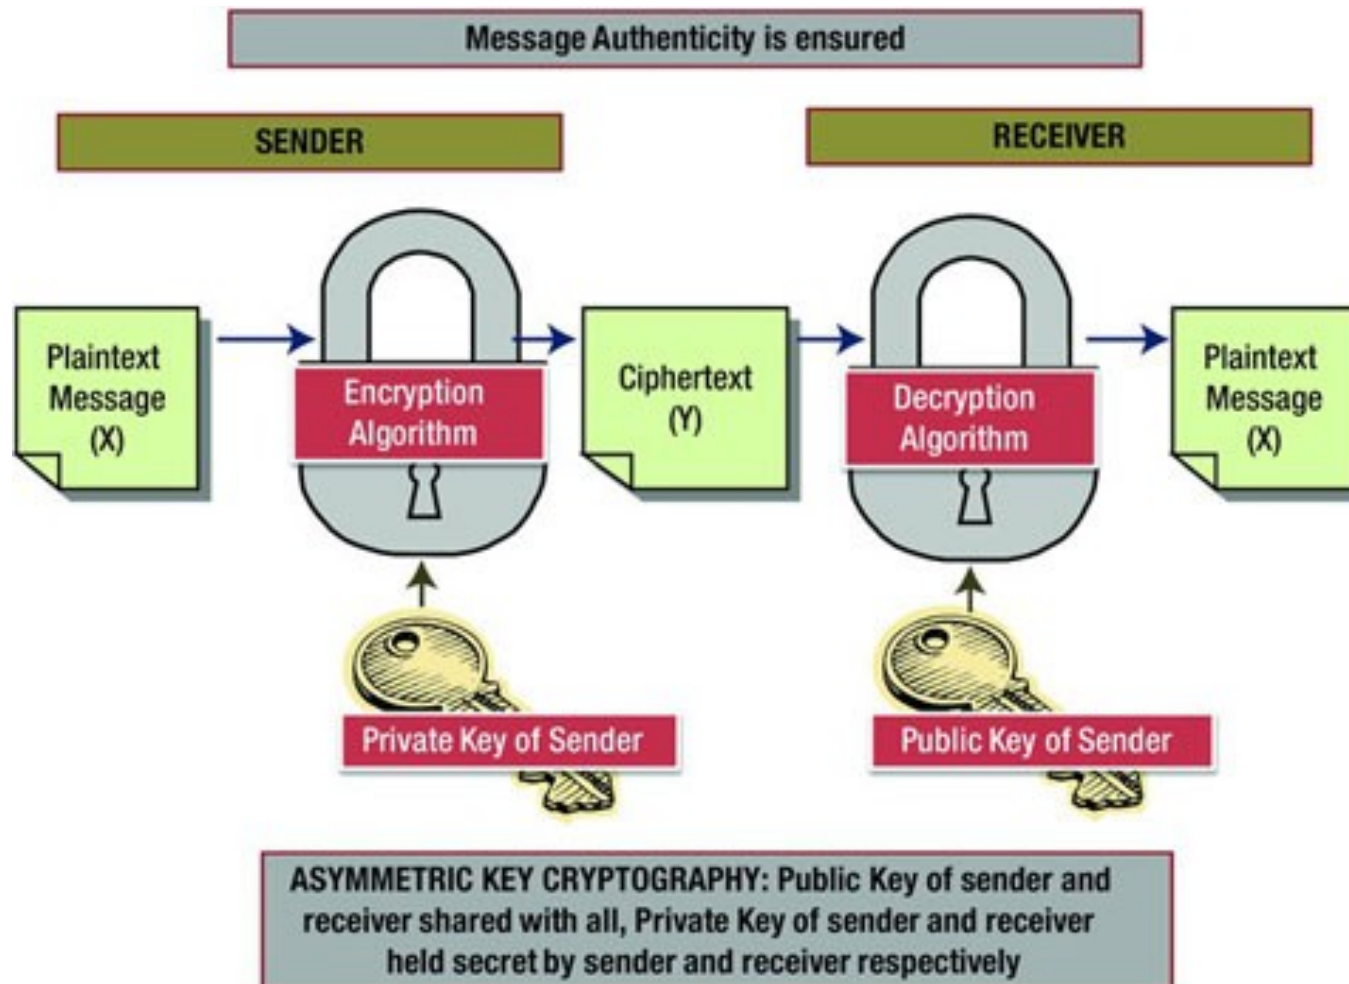 Message Authenticity is ensured
SENDER
RECEIVER
Plaintext
Message
(X)
Encryption
Algorithm
Ciphertext
(Y)
Decryption
Algorithm
Plaintext
Message
(X)
Private Key of Sender
Public Key of Sender
ASYMMETRIC KEY CRYPTOGRAPHY: Public Key of sender and
receiver shared with all, Private Key of sender and receiver
held secret by sender and receiver respectively